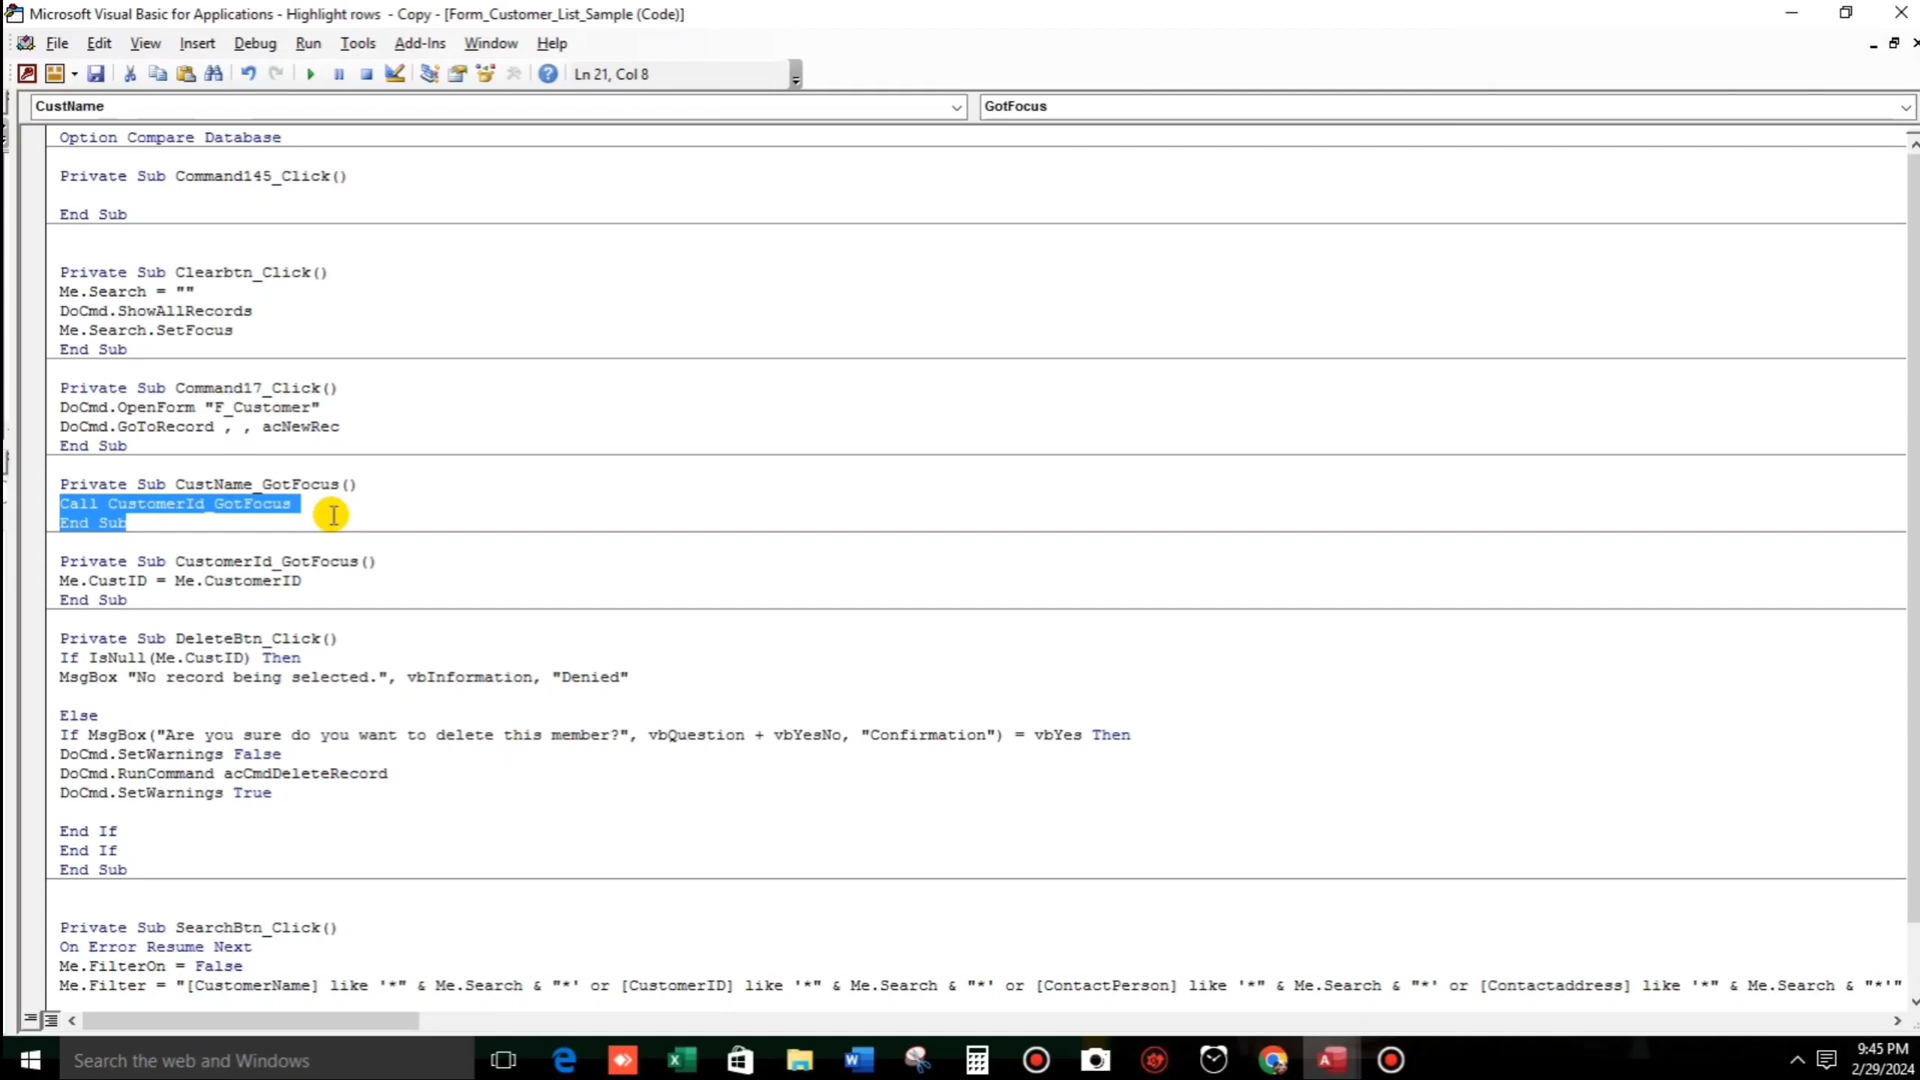 Microsoft Visual Basic for Applications - Highlight rows  - Copy - [Form_Customer_List_Sample (Code)]
File Edit View Insert Debug Run Tools Add-Ins Window Help
Ln 21, Col 8
CustName GotFocus
Option Compare Database
Private Sub Command145_Click()
End Sub
Private Sub Clearbtn_Click()
Me.Search = ""
DoCmd.ShowAllRecords
Me.Search.SetFocus
End Sub
Private Sub Command17_Click()
DoCmd.OpenForm "F_Customer"
DoCmd.GoToRecord , , acNewRec
End Sub
Private Sub CustName_GotFocus()
Call CustomerId_GotFocus
End Sub
Private Sub CustomerId_GotFocus()
Me.CustID = Me.CustomerID
End Sub
Private Sub DeleteBtn_Click()
If IsNull(Me.CustID) Then
MsgBox "No record being selected.", vbInformation, "Denied"
Else
If MsgBox("Are you sure do you want to delete this member?", vbQuestion + vbYesNo, "Confirmation") = vbYes Then
DoCmd.SetWarnings False
DoCmd.RunCommand acCmdDeleteRecord
DoCmd.SetWarnings True
End If
End If
End Sub
Private Sub SearchBtn_Click()
On Error Resume Next
Me.FilterOn = False
Me.Filter = "[CustomerName] like '*" & Me.Search & "*' or [CustomerID] like '*" & Me.Search & "*' or [ContactPerson] like '*" & Me.Search & "*' or [Contactaddress] like '*" & Me.Search & "*'"
Search the web and Windows
9:45 PM
2/29/2024